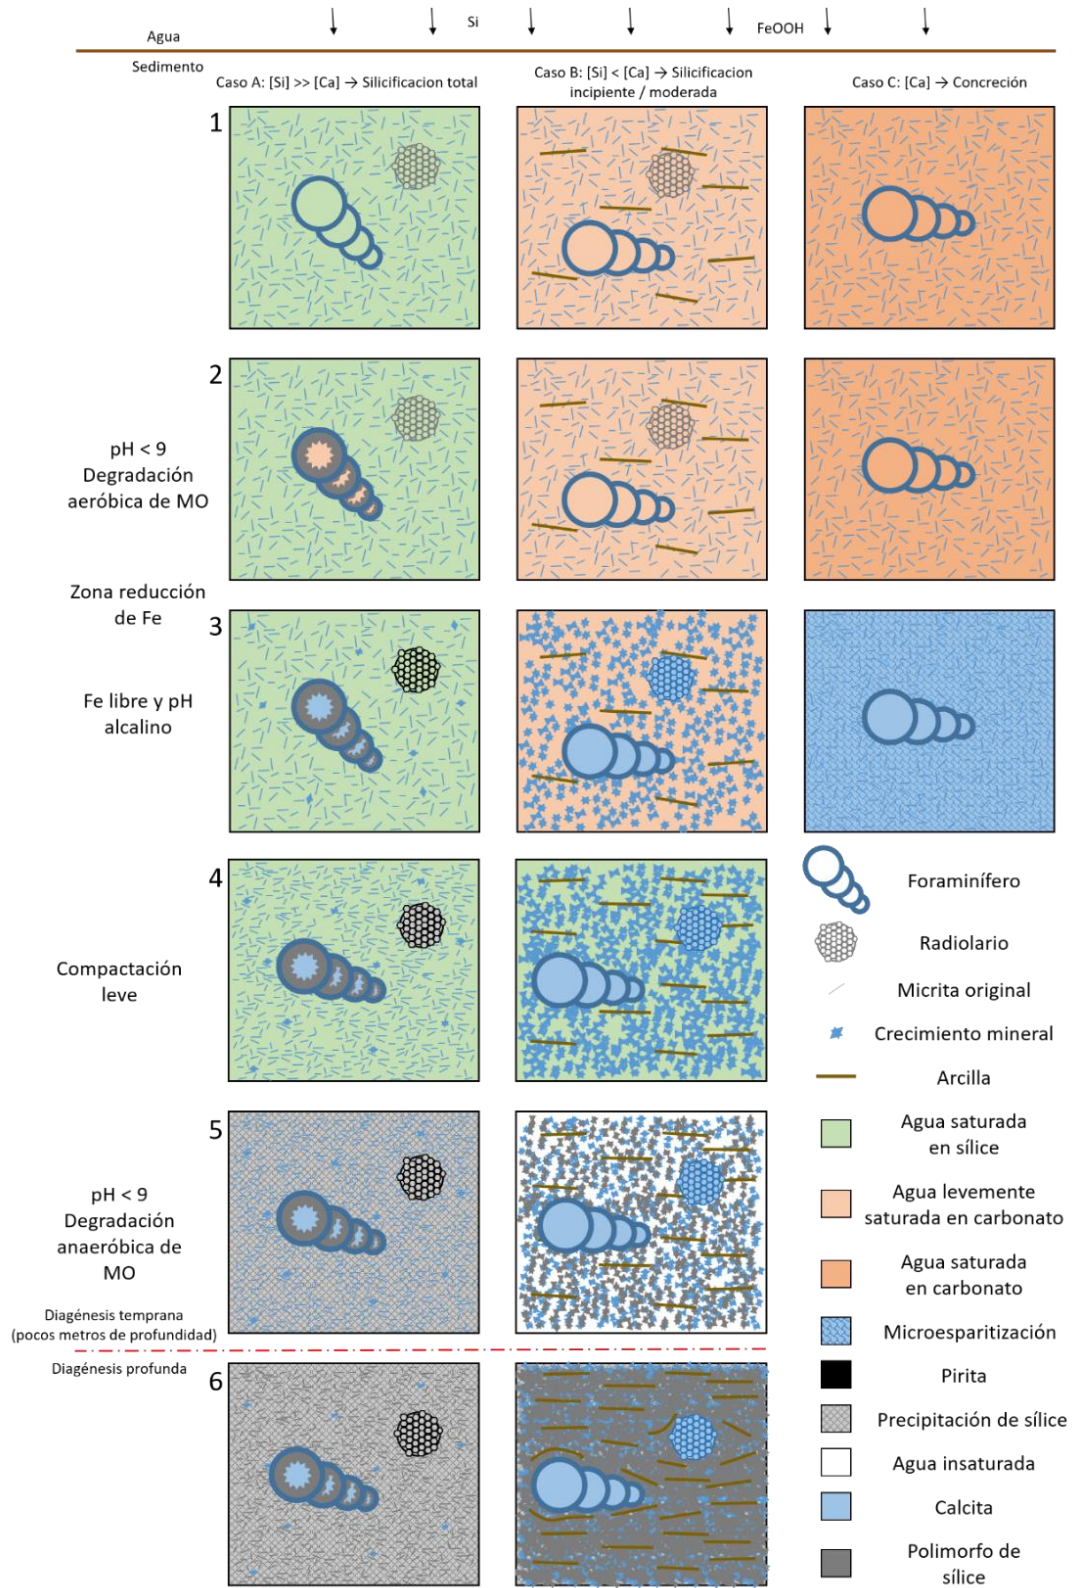 Agua
Si
FeOOH
Sedimento
Caso A: [Si] >> [Ca] → Silicificacion total
Caso B: [Si] < [Ca] → Silicificacion
incipiente / moderada
Caso C: [Ca] → Concreción
1
2
pH < 9
Degradación
aeróbica de MO
Zona reducción
de Fe
3
Fe libre y pH
alcalino
4
Compactación
leve
5
pH < 9
Degradación
anaeróbica de
MO
Diagénesis temprana
(pocos metros de profundidad)
Diagénesis profunda
6
Foraminífero
Radiolario
Micrita original
Crecimiento mineral
Arcilla
Agua saturada
en sílice
Agua levemente
saturada en carbonato
Agua saturada
en carbonato
Microesparitización
Pirita
Precipitación de sílice
Agua insaturada
Calcita
Polimorfo de
sílice